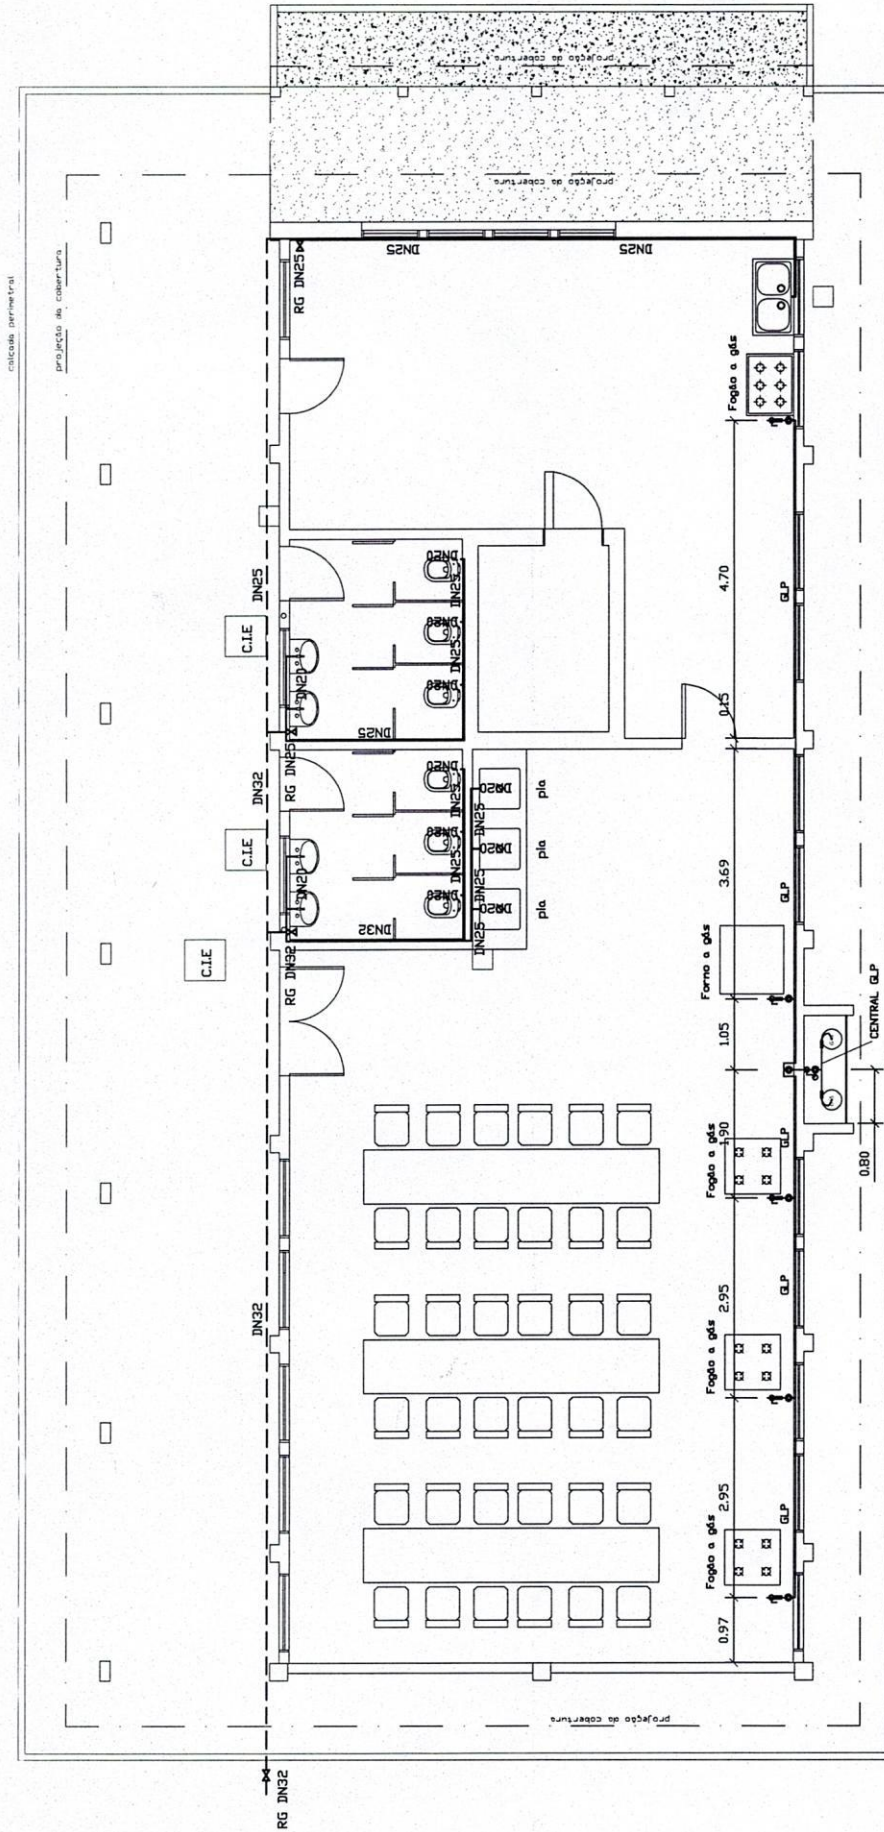 calcada perimetral
projeção da cobertura
projeção da cobertura
projeção da cobertura
projeção da cobertura
RG DN32
DN32
DN32
DN25
C.I.E
C.I.E
C.I.E
RG DN25
DN25
DN25
RG DN25
DN20
DN25
DN20
DN20
DN20
DN25
DN25
DN25
RG DN32
DN20
DN32
DN20
DN20
DN20
DN25
DN25
DN25
DN20
DN20
DN20
DN25
DN25
DN25
pia
pia
pia
Fogão a gás
Forno a gás
Fogão a gás
Fogão a gás
Fogão a gás
0.97
2.95
2.95
1.90
1.05
3.69
0.15
4.70
GLP
GLP
GLP
GLP
GLP
CENTRAL GLP
0.80